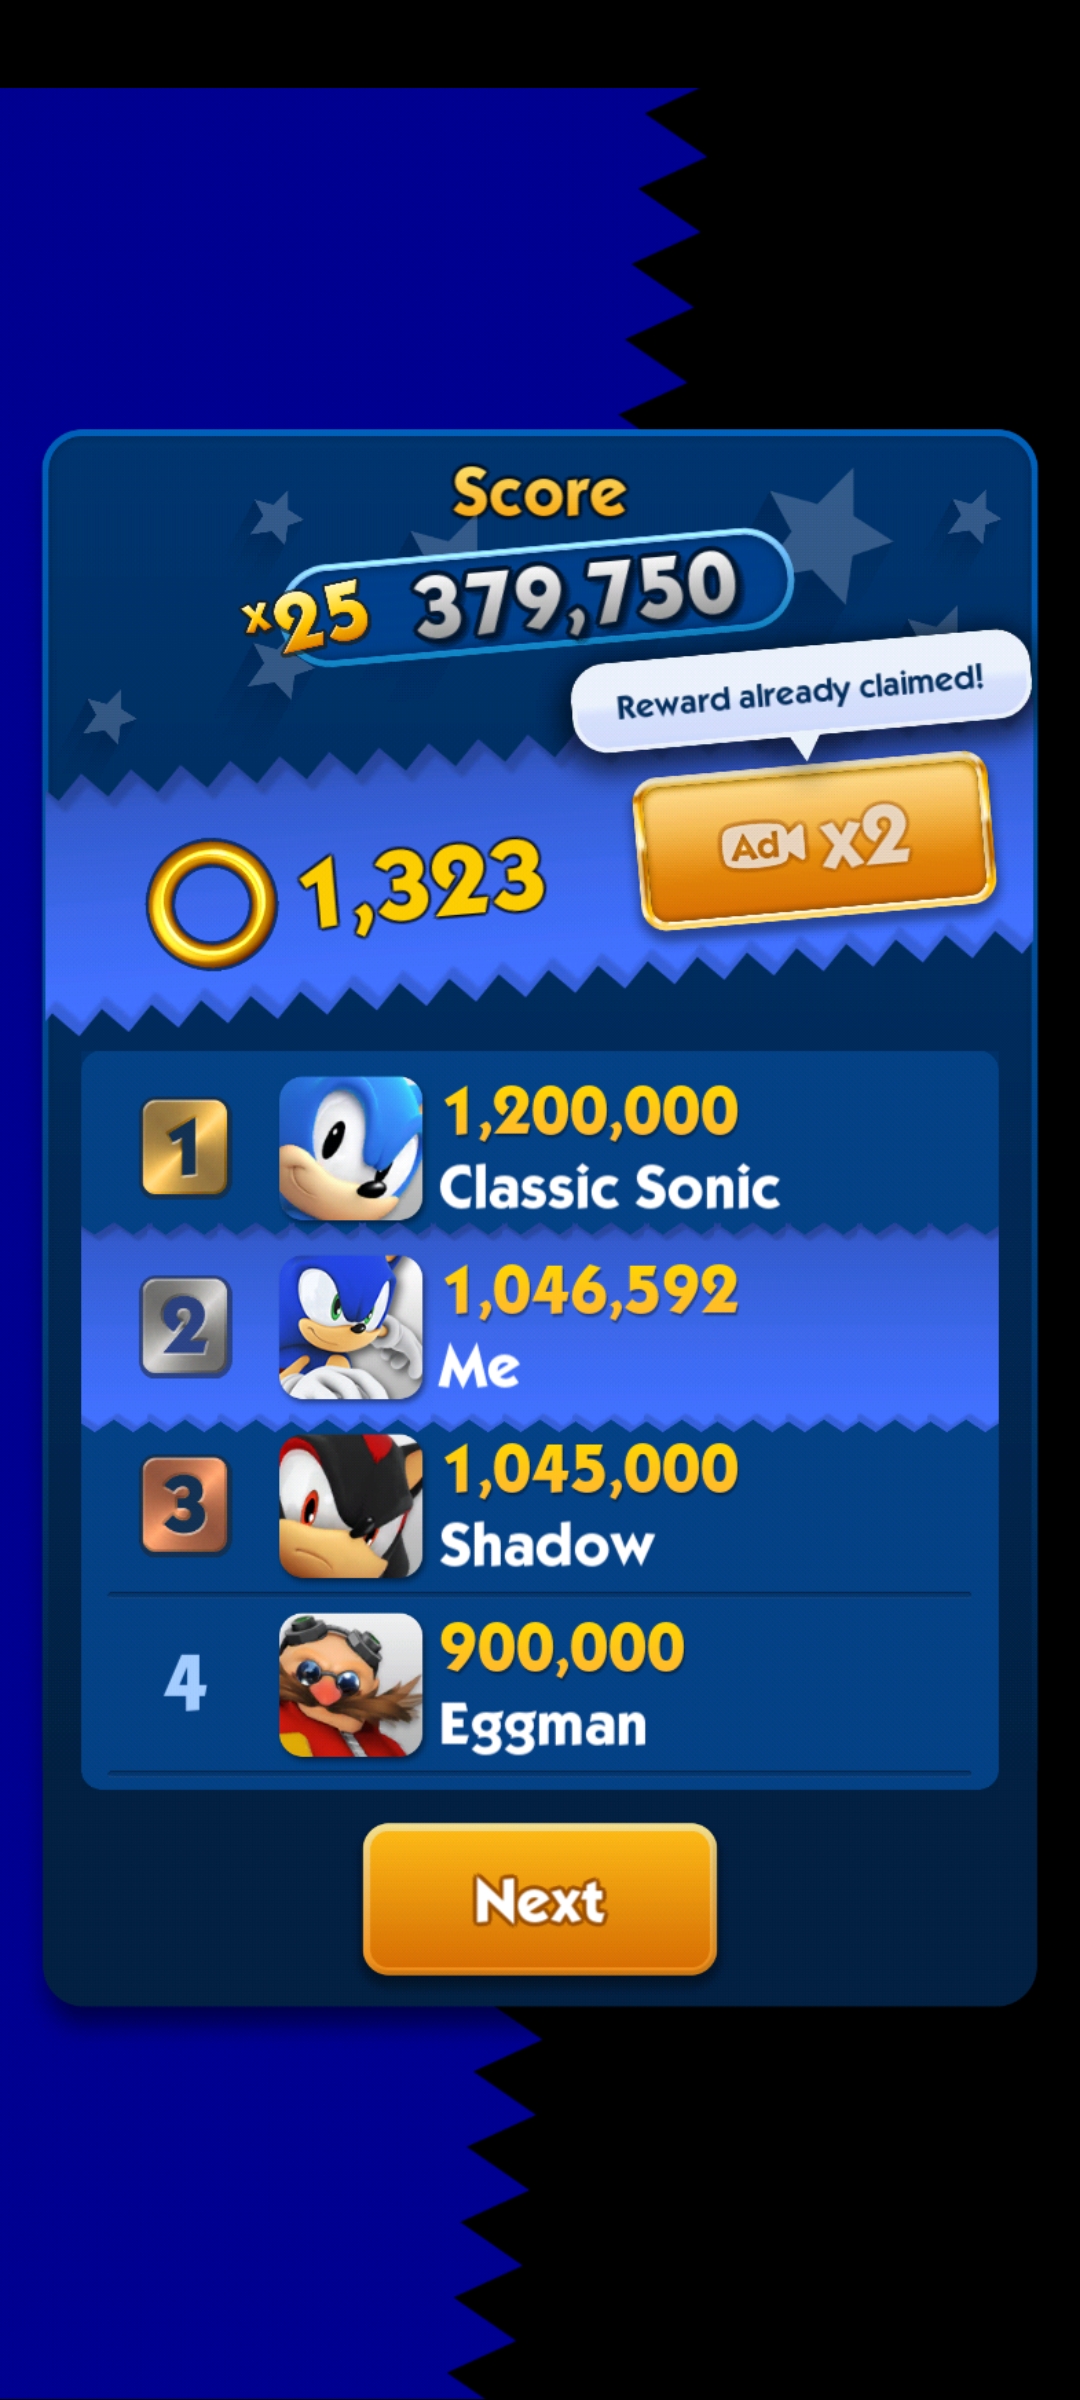 Score
x25 379,750
Reward already claimed!
Ad x2
1,323
1
1,200,000
Classic Sonic
2
1,046,592
Me
3
1,045,000
Shadow
4
900,000
Eggman
Next